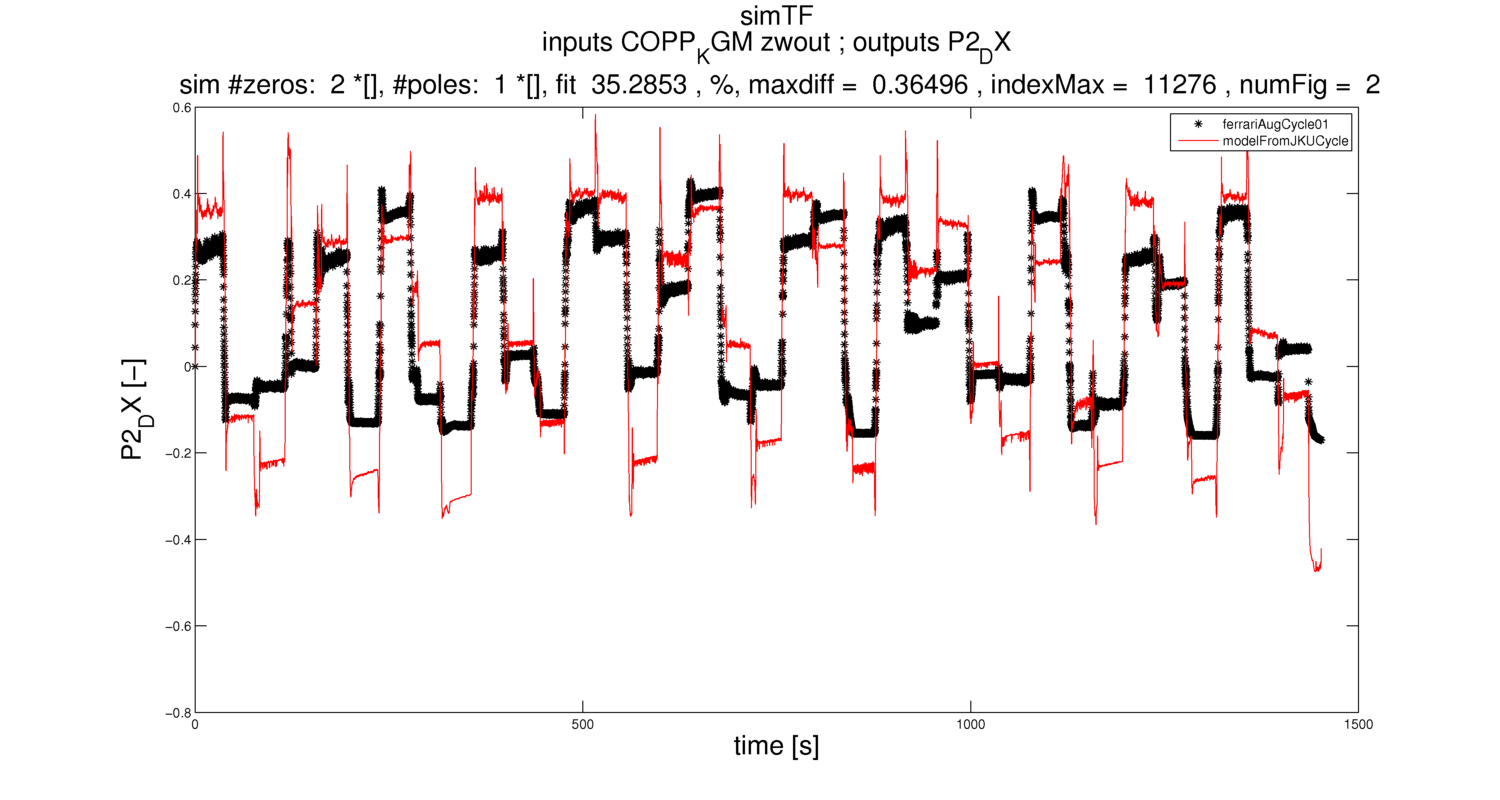 simTF
inputs COPP_KGM zwout ; outputs P2_DX
sim #zeros:  2 *[], #poles:  1 *[], fit  35.2853 , %, maxdiff =  0.36496 , indexMax =  11276 , numFig =  2
ferrariAugCycle01
modelFromJKUCycle
0.6
0.4
0.2
0
−0.2
−0.4
−0.6
−0.8
P2_DX [−]
0 500 1000 1500
time [s]